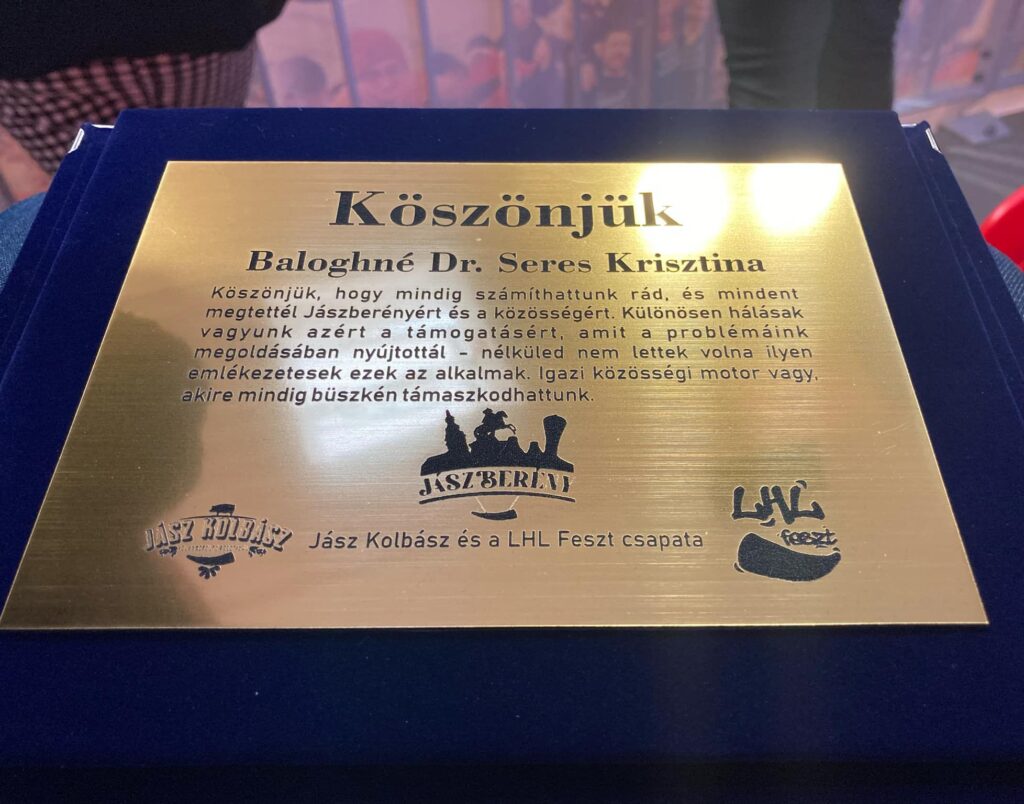 Köszönjük
Baloghné Dr. Seres Krisztina
Köszönjük, hogy mindig számíthattunk rád, és mindent
megtettél Jászberényért és a közösségért. Különösen hálásak
vagyunk azért a támogatásért, amit a problémáink
megoldásában nyújtottál - nélküled nem lettek volna ilyen
emlékezetesek ezek az alkalmak. Igazi közösségi motor vagy,
akire mindig büszkén támaszkodhattunk.
JÁSZBERÉNY
JÁSZ KOLBÁSZ
Jász Kolbász és a LHL Feszt csapata
LHL
feszt